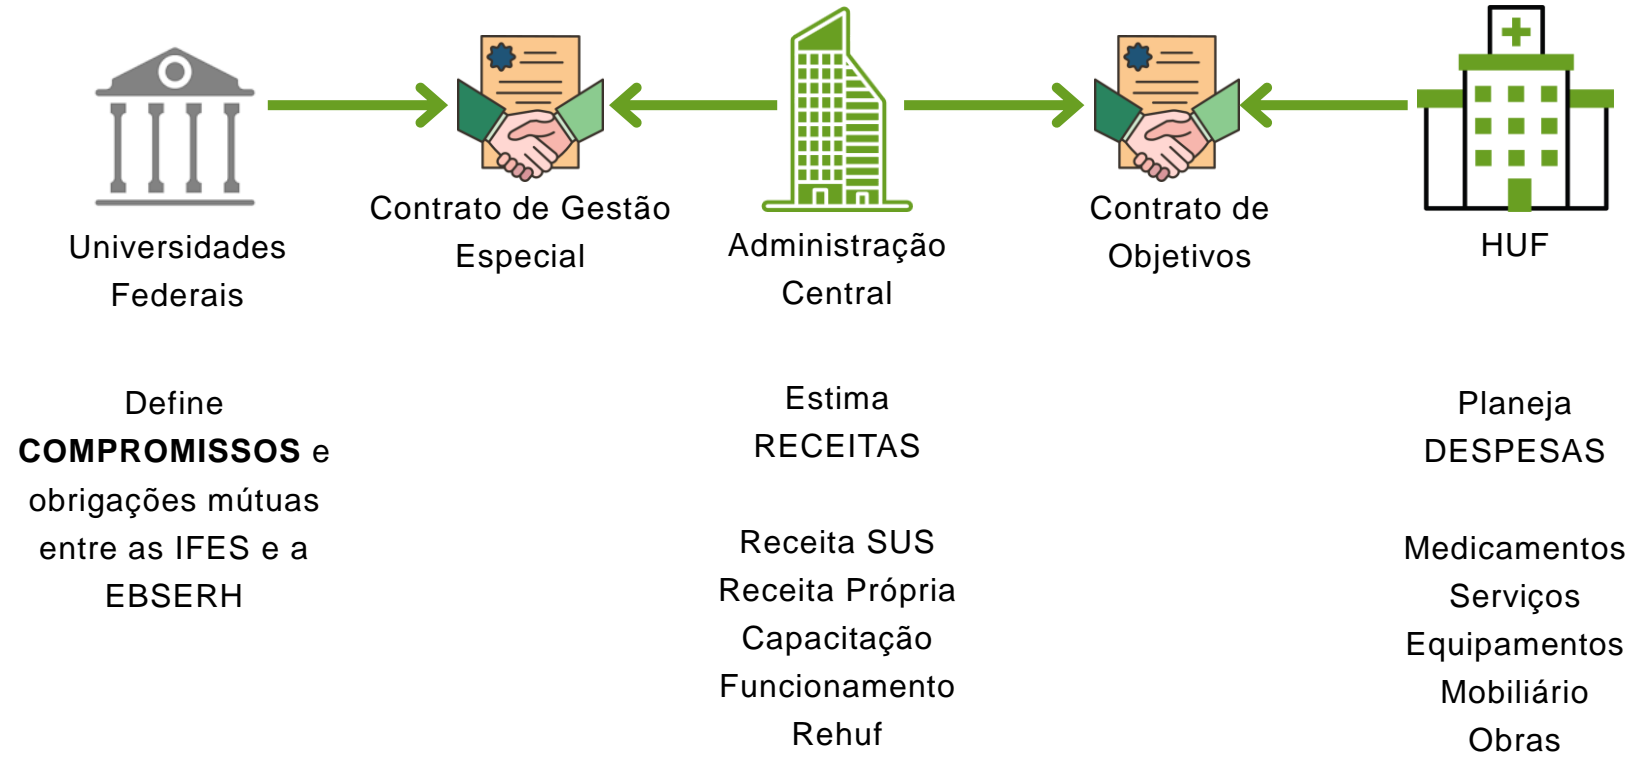 Universidades
Federais
Contrato de Gestão
Especial
Administração
Central
Contrato de
Objetivos
HUF
Define
COMPROMISSOS e
obrigações mútuas
entre as IFES e a
EBSERH
Estima
RECEITAS
Receita SUS
Receita Própria
Capacitação
Funcionamento
Rehuf
Planeja
DESPESAS
Medicamentos
Serviços
Equipamentos
Mobiliário
Obras